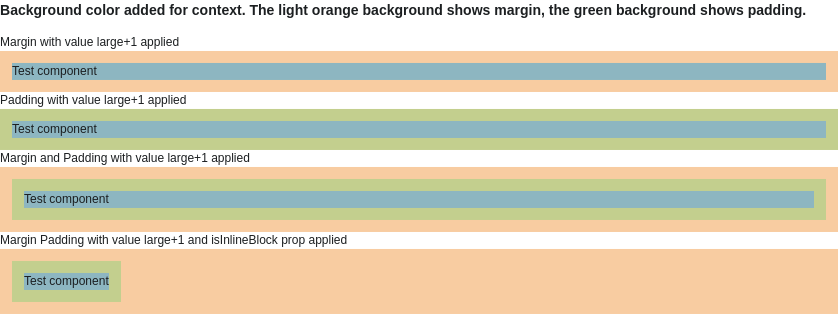 Background color added for context. The light orange background shows margin, the green background shows padding.
Margin with value large+1 applied
Test component
Padding with value large+1 applied
Test component
Margin and Padding with value large+1 applied
Test component
Margin Padding with value large+1 and isInlineBlock prop applied
Test component